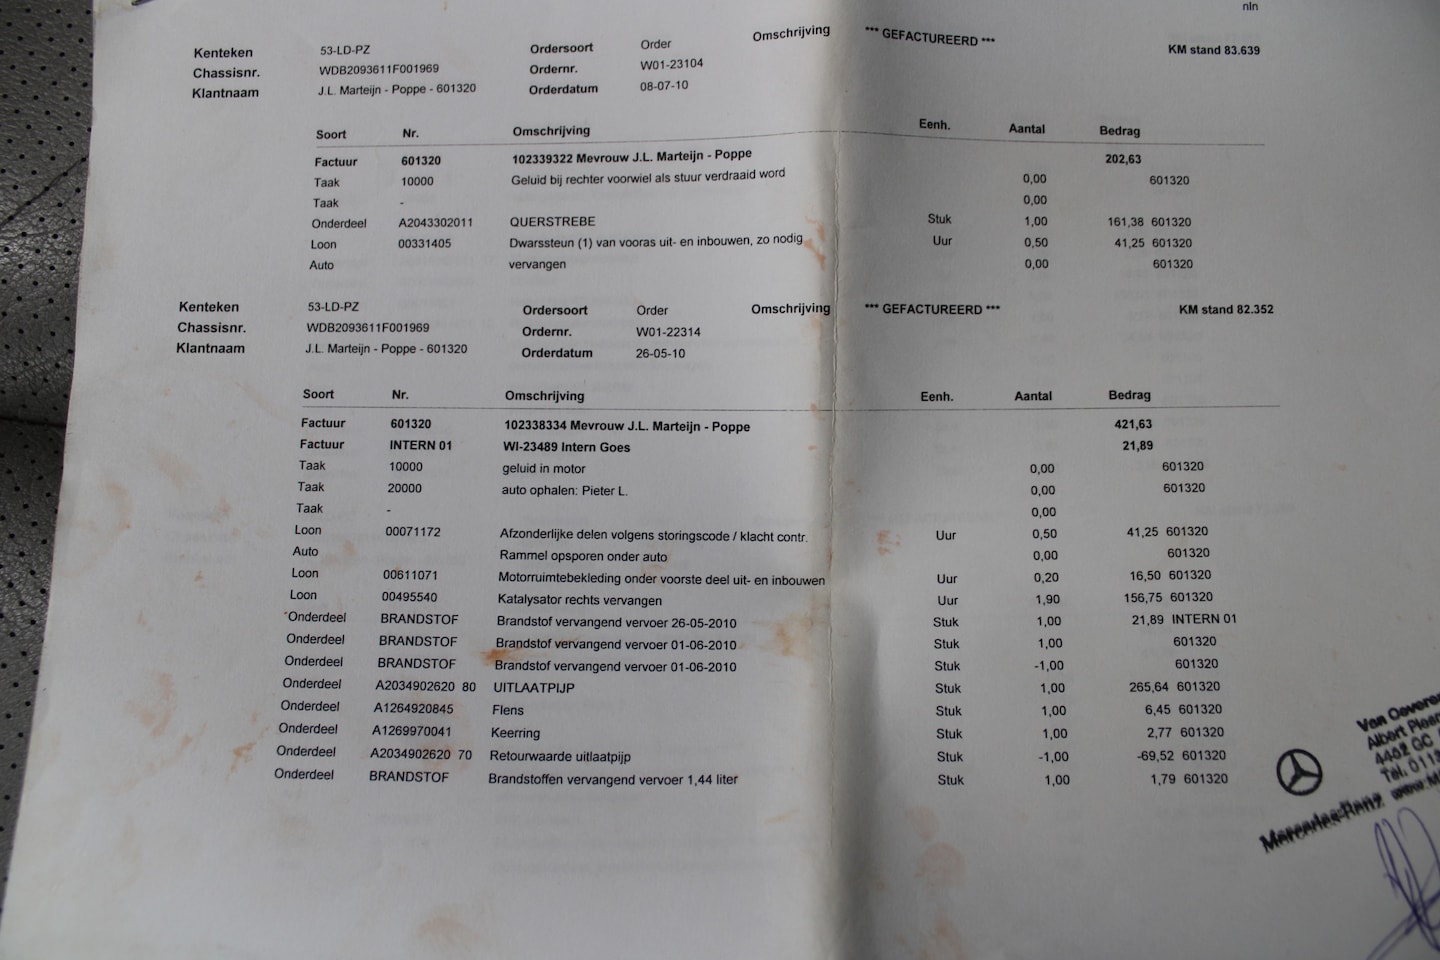 nln
Kenteken 53-LD-PZ Ordersoort Order Omschrijving *** GEFACTUREERD *** KM stand 83.639
Chassisnr. WDB2093611F001969 Ordernr. W01-23104
Klantnaam J.L. Marteijn - Poppe - 601320 Orderdatum 08-07-10
Soort Nr. Omschrijving Eenh. Aantal Bedrag
Factuur 601320 102339322 Mevrouw J.L. Marteijn - Poppe 202,63
Taak 10000 Geluid bij rechter voorwiel als stuur verdraaid word 0,00 601320
Taak - 0,00
Onderdeel A2043302011 QUERSTREBE Stuk 1,00 161,38 601320
Loon 00331405 Dwarssteun (1) van vooras uit- en inbouwen, zo nodig Uur 0,50 41,25 601320
Auto vervangen 0,00 601320
Kenteken 53-LD-PZ Ordersoort Order Omschrijving *** GEFACTUREERD *** KM stand 82.352
Chassisnr. WDB2093611F001969 Ordernr. W01-22314
Klantnaam J.L. Marteijn - Poppe - 601320 Orderdatum 26-05-10
Soort Nr. Omschrijving Eenh. Aantal Bedrag
Factuur 601320 102338334 Mevrouw J.L. Marteijn - Poppe 421,63
Factuur INTERN 01 WI-23489 Intern Goes 21,89
Taak 10000 geluid in motor 0,00 601320
Taak 20000 auto ophalen: Pieter L. 0,00 601320
Taak - 0,00
Loon 00071172 Afzonderlijke delen volgens storingscode / klacht contr. Uur 0,50 41,25 601320
Auto Rammel opsporen onder auto 0,00 601320
Loon 00611071 Motorruimtebekleding onder voorste deel uit- en inbouwen Uur 0,20 16,50 601320
Loon 00495540 Katalysator rechts vervangen Uur 1,90 156,75 601320
Onderdeel BRANDSTOF Brandstof vervangend vervoer 26-05-2010 Stuk 1,00 21,89 INTERN 01
Onderdeel BRANDSTOF Brandstof vervangend vervoer 01-06-2010 Stuk 1,00 601320
Onderdeel BRANDSTOF Brandstof vervangend vervoer 01-06-2010 Stuk -1,00 601320
Onderdeel A2034902620 80 UITLAATPIJP Stuk 1,00 265,64 601320
Onderdeel A1264920845 Flens Stuk 1,00 6,45 601320
Onderdeel A1269970041 Keerring Stuk 1,00 2,77 601320
Onderdeel A2034902620 70 Retourwaarde uitlaatpijp Stuk -1,00 -69,52 601320
Onderdeel BRANDSTOF Brandstoffen vervangend vervoer 1,44 liter Stuk 1,00 1,79 601320
Van
Albert
4462 GC
Tel. 011
Mercedes-Benz